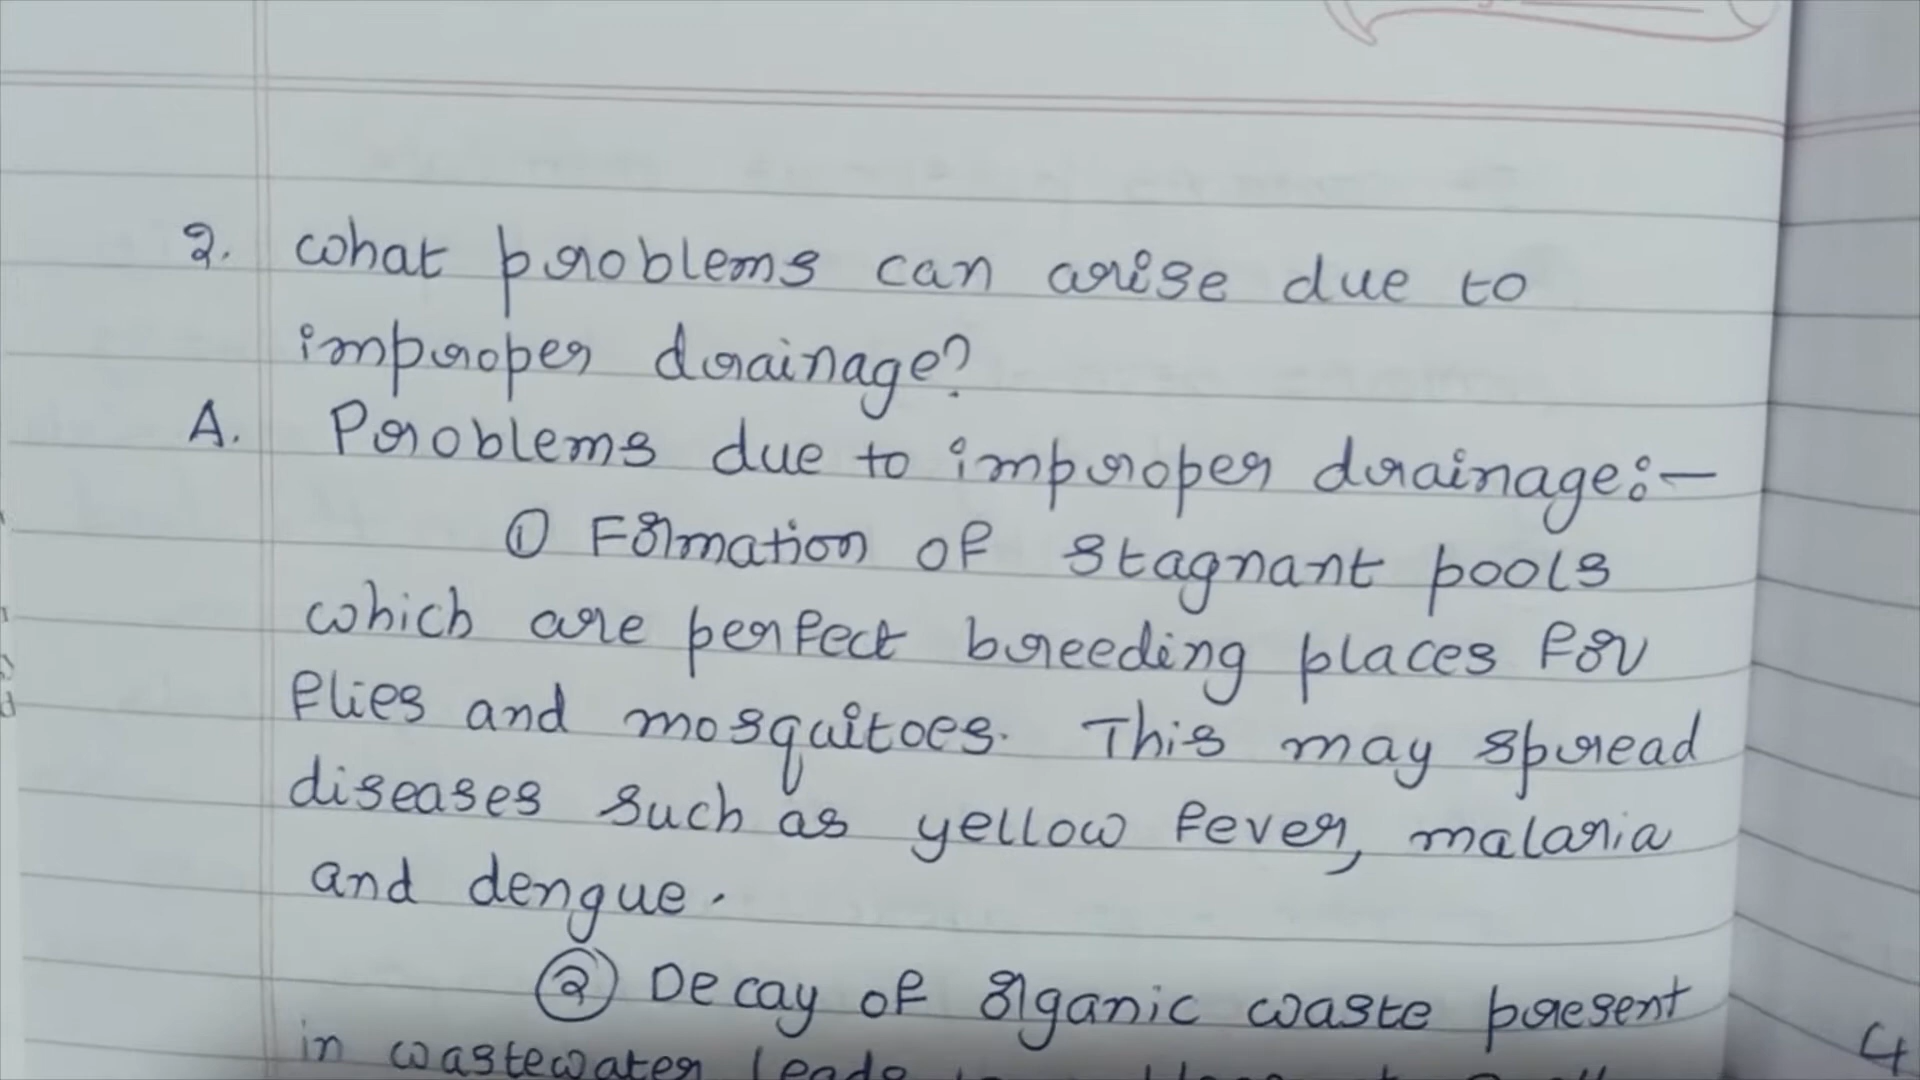 2. What problems can arise due to
improper drainage?
A. Problems due to improper drainage:-
① Formation of stagnant pools
which are perfect breeding places for
flies and mosquitoes. This may spread
diseases such as yellow fever, malaria
and dengue.
② Decay of organic waste present
in wastewater leads
4